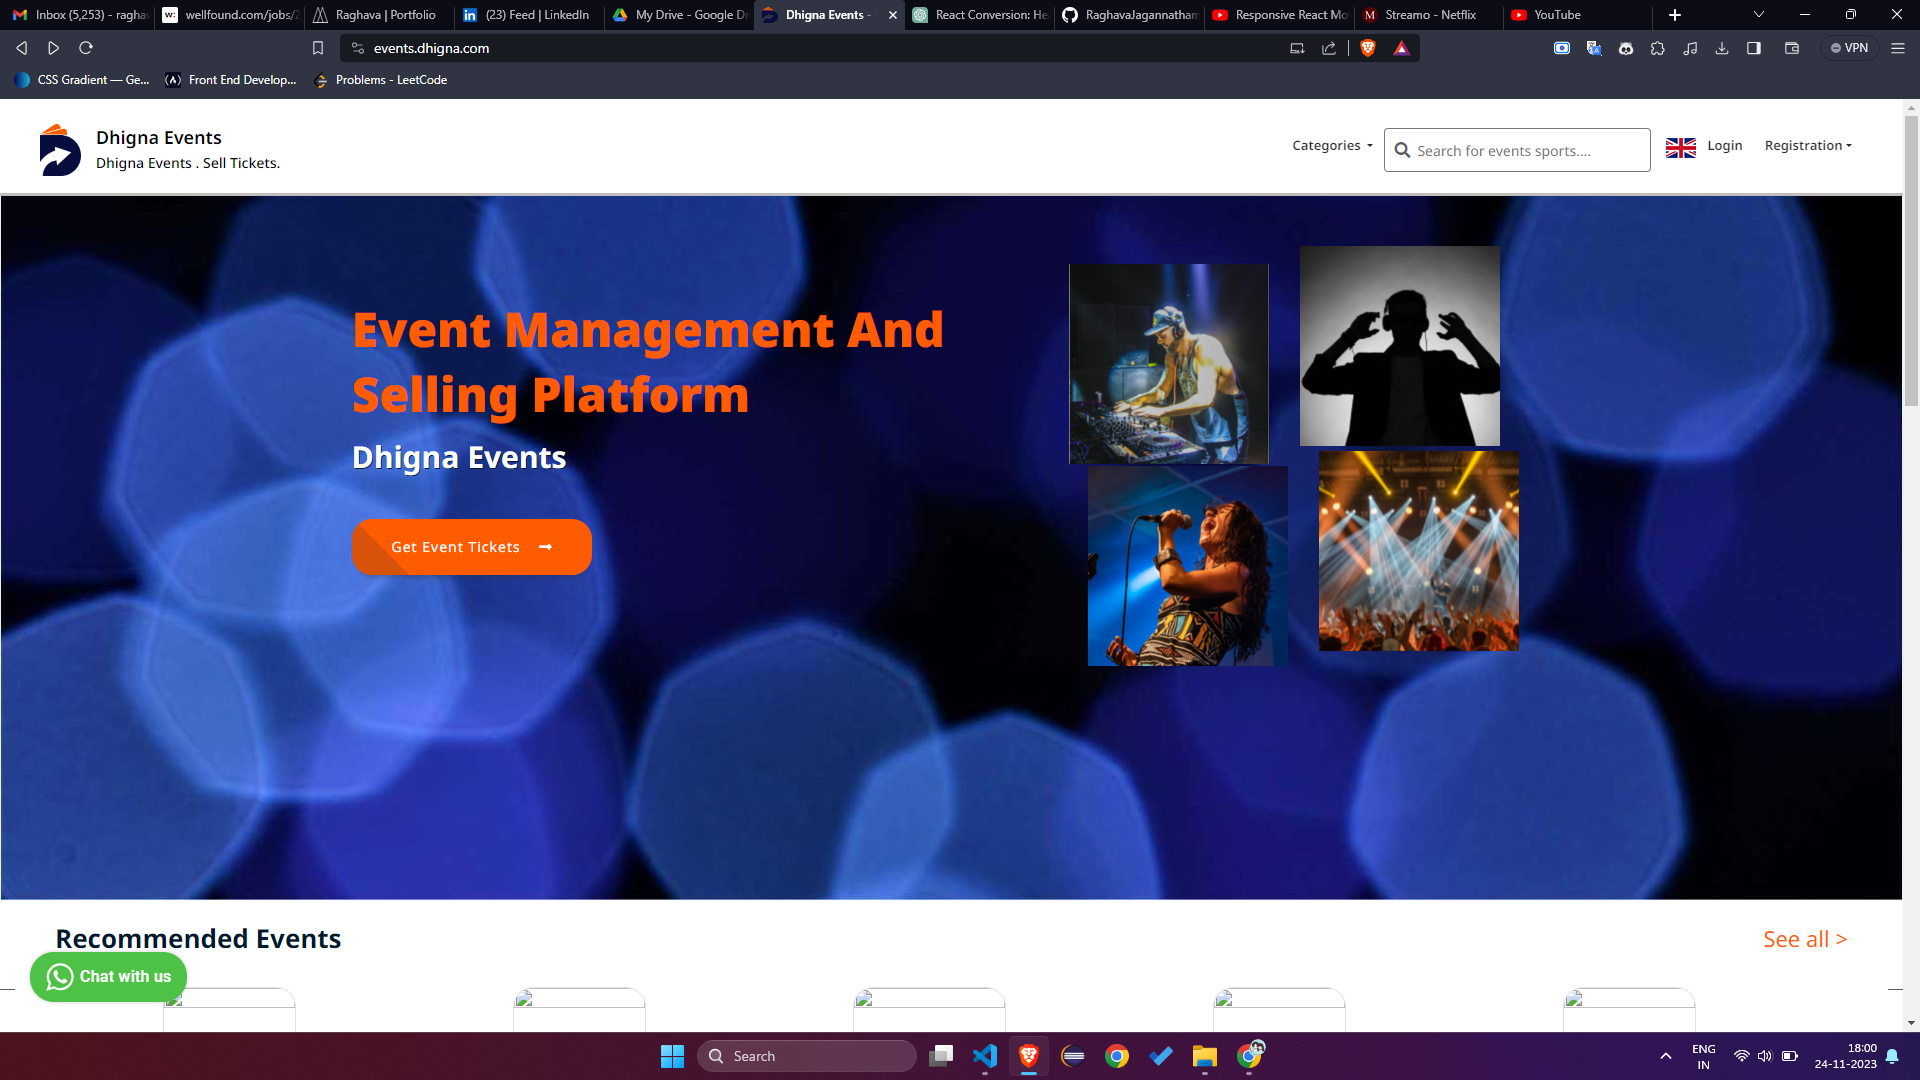 Inbox (5,253) - ragha
wellfound.com/jobs/2
Raghava | Portfolio
(23) Feed | LinkedIn
My Drive - Google Dr
Dhigna Events -
React Conversion: He
RaghavaJagannatham
Responsive React Mo
Streamo - Netflix
YouTube
events.dhigna.com
VPN
CSS Gradient — Ge...
Front End Develop...
Problems - LeetCode
Dhigna Events
Dhigna Events . Sell Tickets.
Categories
Search for events sports....
Login
Registration
Event Management And
Selling Platform
Dhigna Events
Get Event Tickets
Recommended Events
See all >
Chat with us
Search
ENG
IN
18:00
24-11-2023